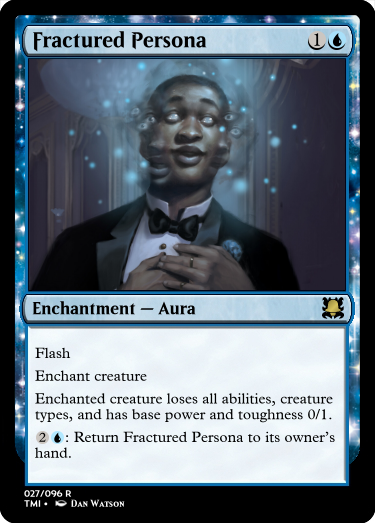 Fractured Persona 1
Enchantment — Aura
Flash
Enchant creature
Enchanted creature loses all abilities, creature
types, and has base power and toughness 0/1.
2 : Return Fractured Persona to its owner's
hand.
027/096 R
TMI • Dan Watson